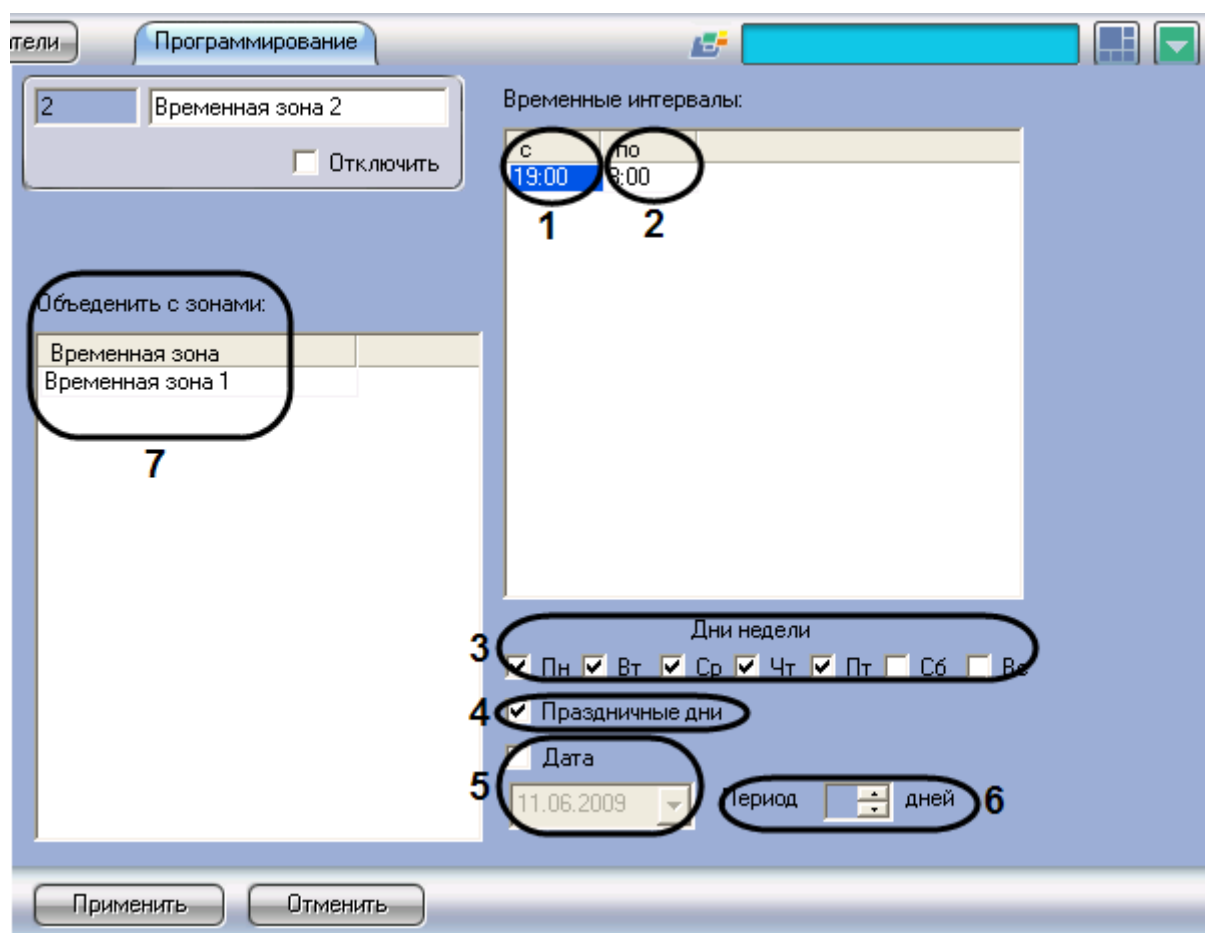 тели
Программирование
2
Временная зона 2
Отключить
Временные интервалы:
с по
19:00 8:00
1 2
Объеденить с зонами:
Временная зона
Временная зона 1
7
Дни недели
3
Пн Вт Ср Чт Пт Сб Вс
4 Праздничные дни
Дата
5
11.06.2009
Период дней 6
Применить Отменить